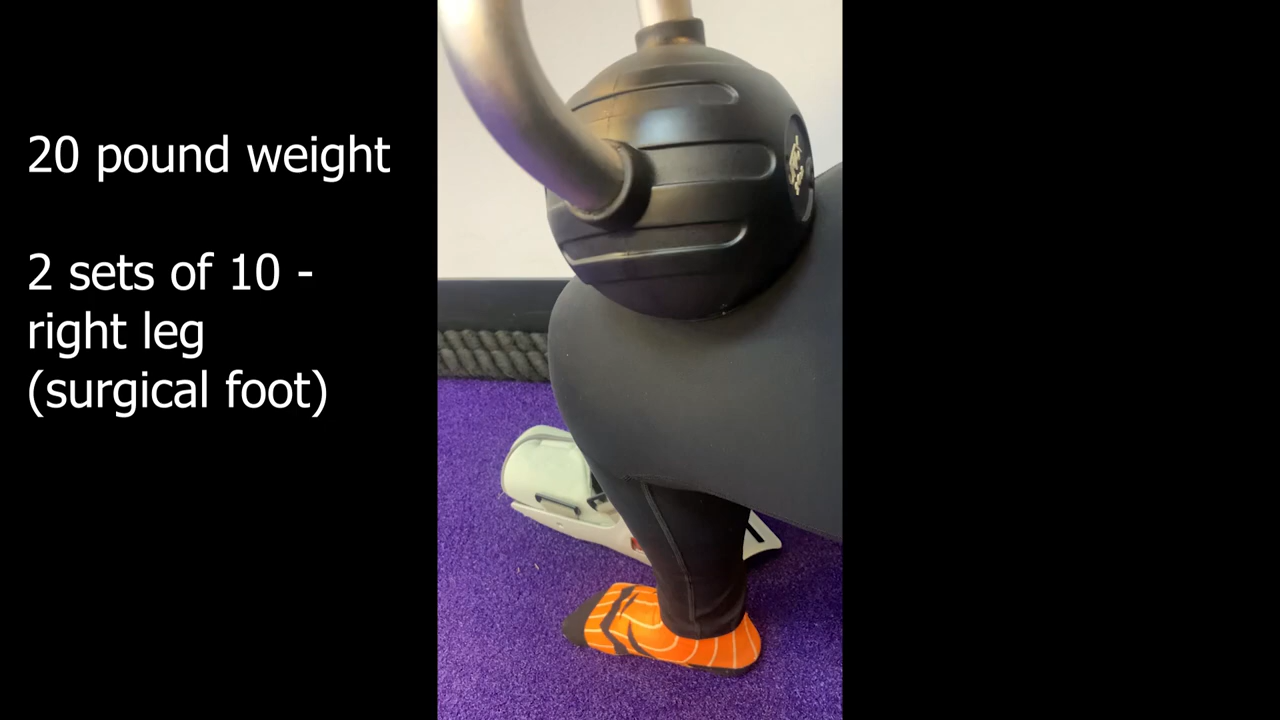 20 pound weight
2 sets of 10 -
right leg
(surgical foot)